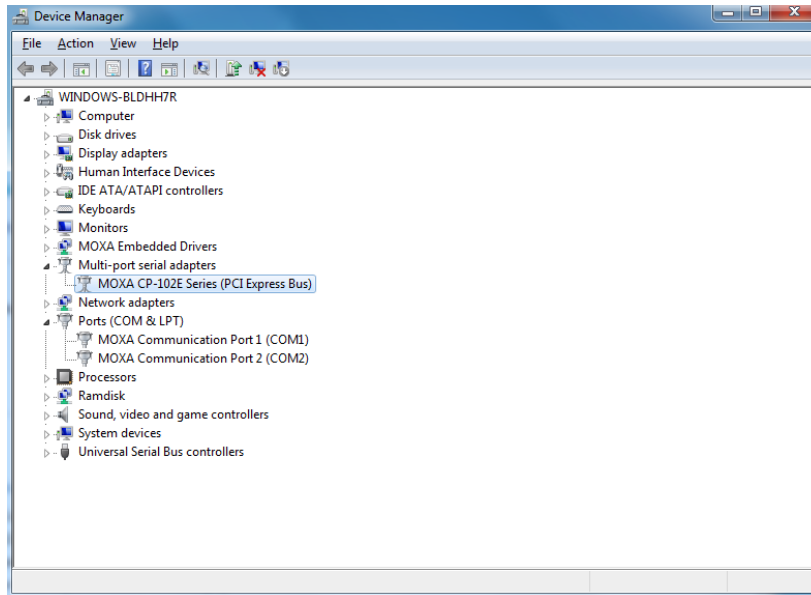 Device Manager
File Action View Help
WINDOWS-BLDHH7R
Computer
Disk drives
Display adapters
Human Interface Devices
IDE ATA/ATAPI controllers
Keyboards
Monitors
MOXA Embedded Drivers
Multi-port serial adapters
MOXA CP-102E Series (PCI Express Bus)
Network adapters
Ports (COM & LPT)
MOXA Communication Port 1 (COM1)
MOXA Communication Port 2 (COM2)
Processors
Ramdisk
Sound, video and game controllers
System devices
Universal Serial Bus controllers